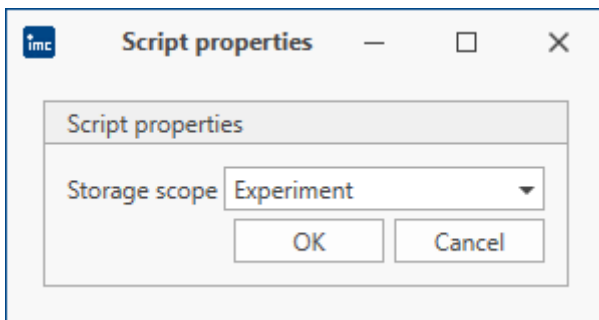 imc Script properties
Script properties
Storage scope Experiment
OK Cancel